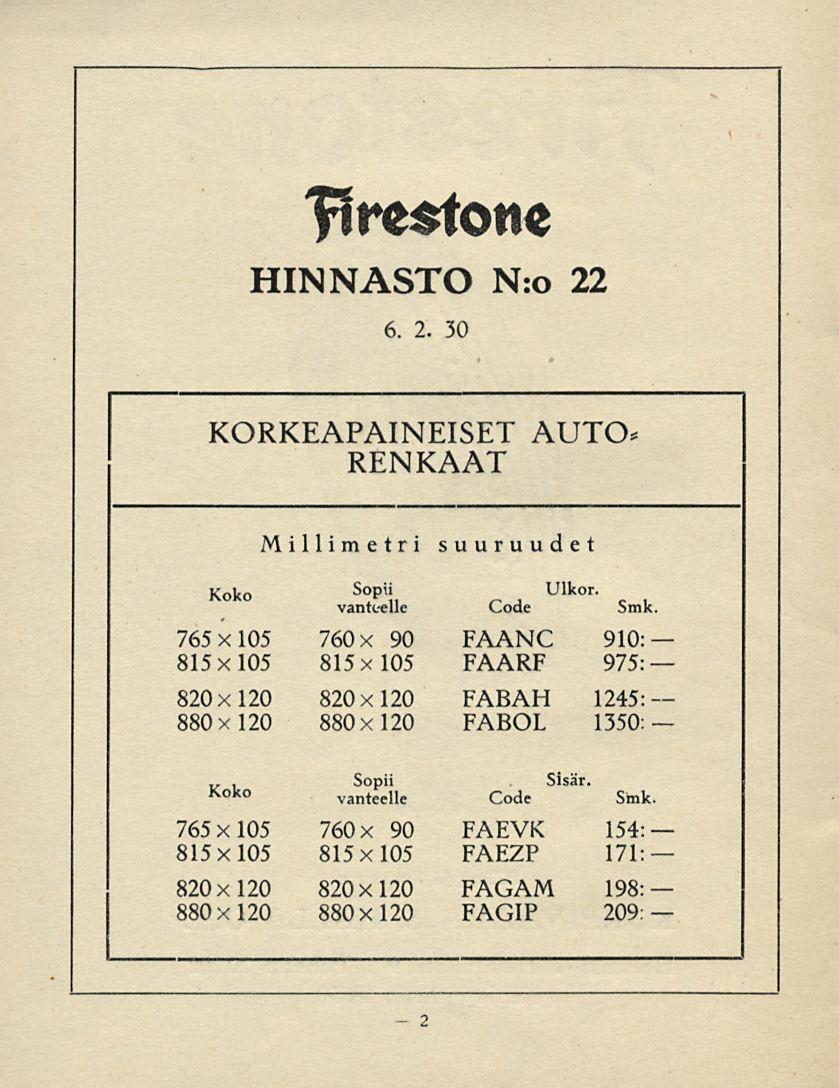 Firestone
HINNASTO N:o 22
6. 2. 30
KORKEAPAINEISET AUTO-
RENKAAT
Millimetri suuruudet
Koko Sopii vanteelle Ulkor. Code Smk.
765 × 105 760 × 90 FAANC 910: —
815 × 105 815 × 105 FAARF 975: —
820 × 120 820 × 120 FABAH 1245: —
880 × 120 880 × 120 FABOL 1350: —
Koko Sopii vanteelle Sisär. Code Smk.
765 × 105 760 × 90 FAEVK 154: —
815 × 105 815 × 105 FAEZP 171: —
820 × 120 820 × 120 FAGAM 198: —
880 × 120 880 × 120 FAGIP 209: —
— 2